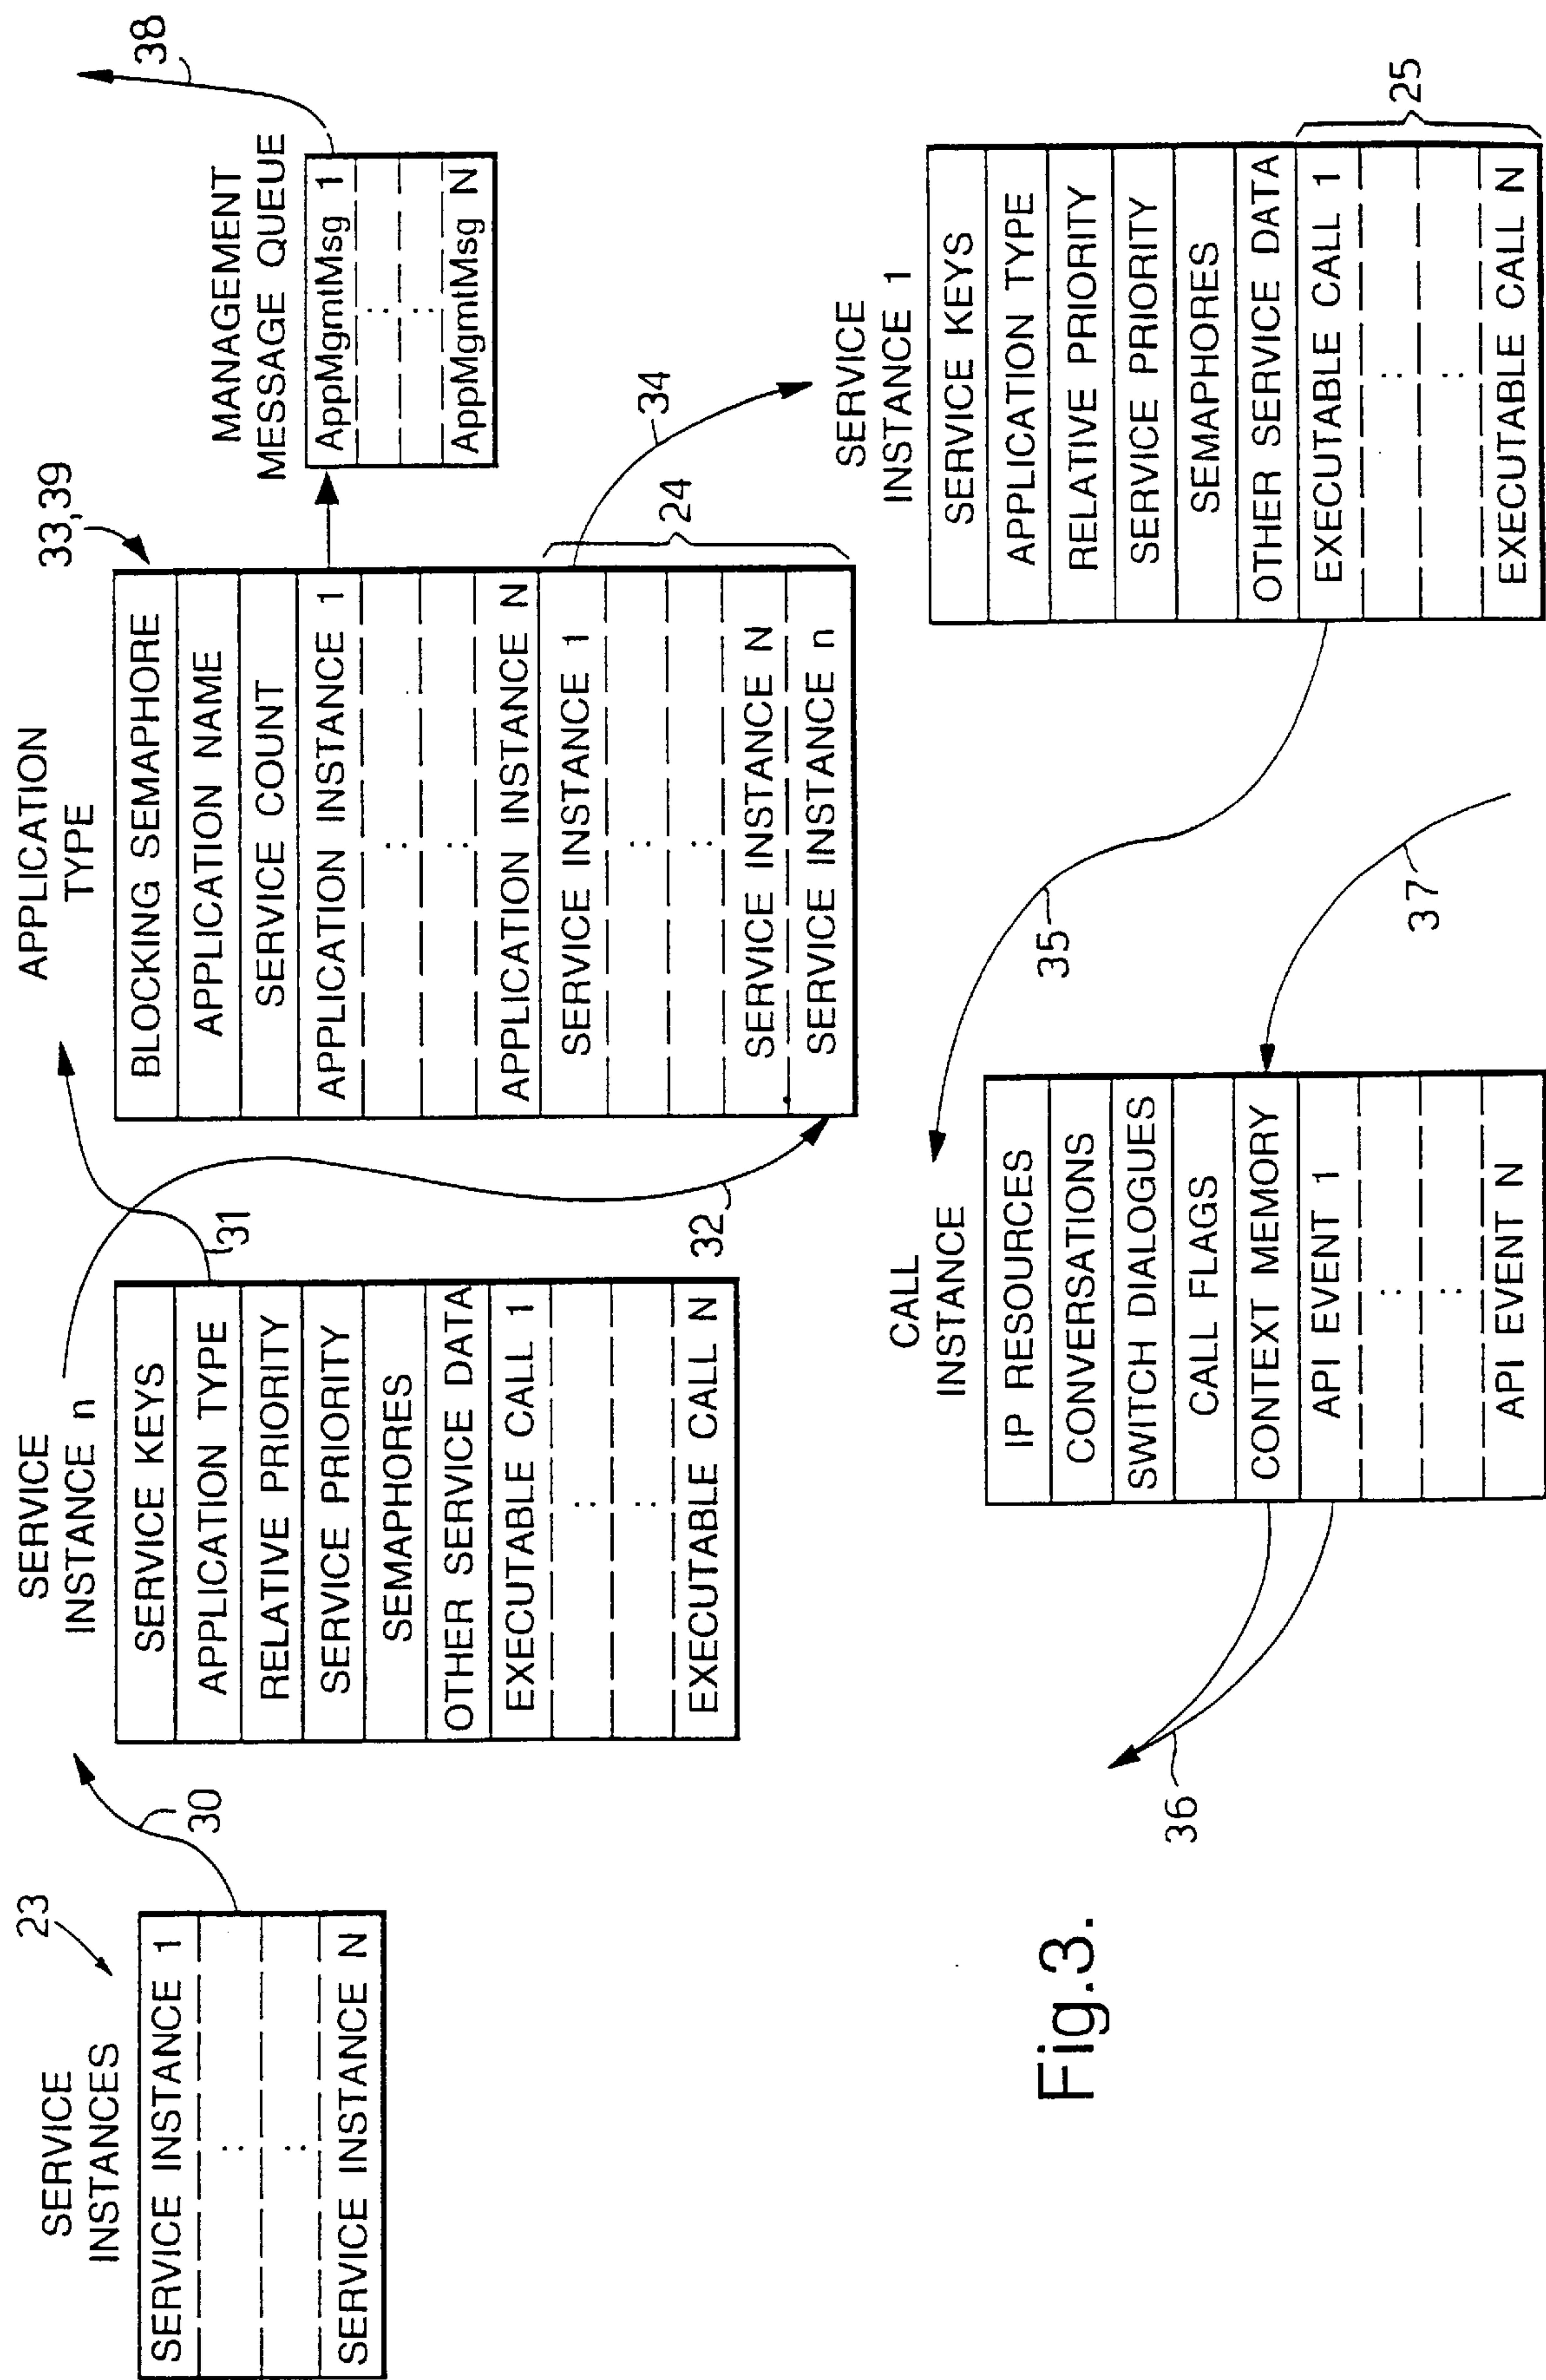 SERVICE
INSTANCES
23
SERVICE INSTANCE 1
:
:
SERVICE INSTANCE N
30
SERVICE
INSTANCE n
SERVICE KEYS
APPLICATION TYPE
RELATIVE PRIORITY
SERVICE PRIORITY
SEMAPHORES
OTHER SERVICE DATA
EXECUTABLE CALL 1
:
:
EXECUTABLE CALL N
31
32
APPLICATION
TYPE
33,39
BLOCKING SEMAPHORE
APPLICATION NAME
SERVICE COUNT
APPLICATION INSTANCE 1
:
:
APPLICATION INSTANCE N
SERVICE INSTANCE 1
:
:
SERVICE INSTANCE N
SERVICE INSTANCE n
24
34
MANAGEMENT
MESSAGE QUEUE
AppMgmtMsg 1
:
:
AppMgmtMsg N
38
CALL
INSTANCE
IP RESOURCES
CONVERSATIONS
SWITCH DIALOGUES
CALL FLAGS
CONTEXT MEMORY
API EVENT 1
:
:
API EVENT N
36
35
37
SERVICE
INSTANCE 1
SERVICE KEYS
APPLICATION TYPE
RELATIVE PRIORITY
SERVICE PRIORITY
SEMAPHORES
OTHER SERVICE DATA
EXECUTABLE CALL 1
:
:
EXECUTABLE CALL N
25
Fig.3.